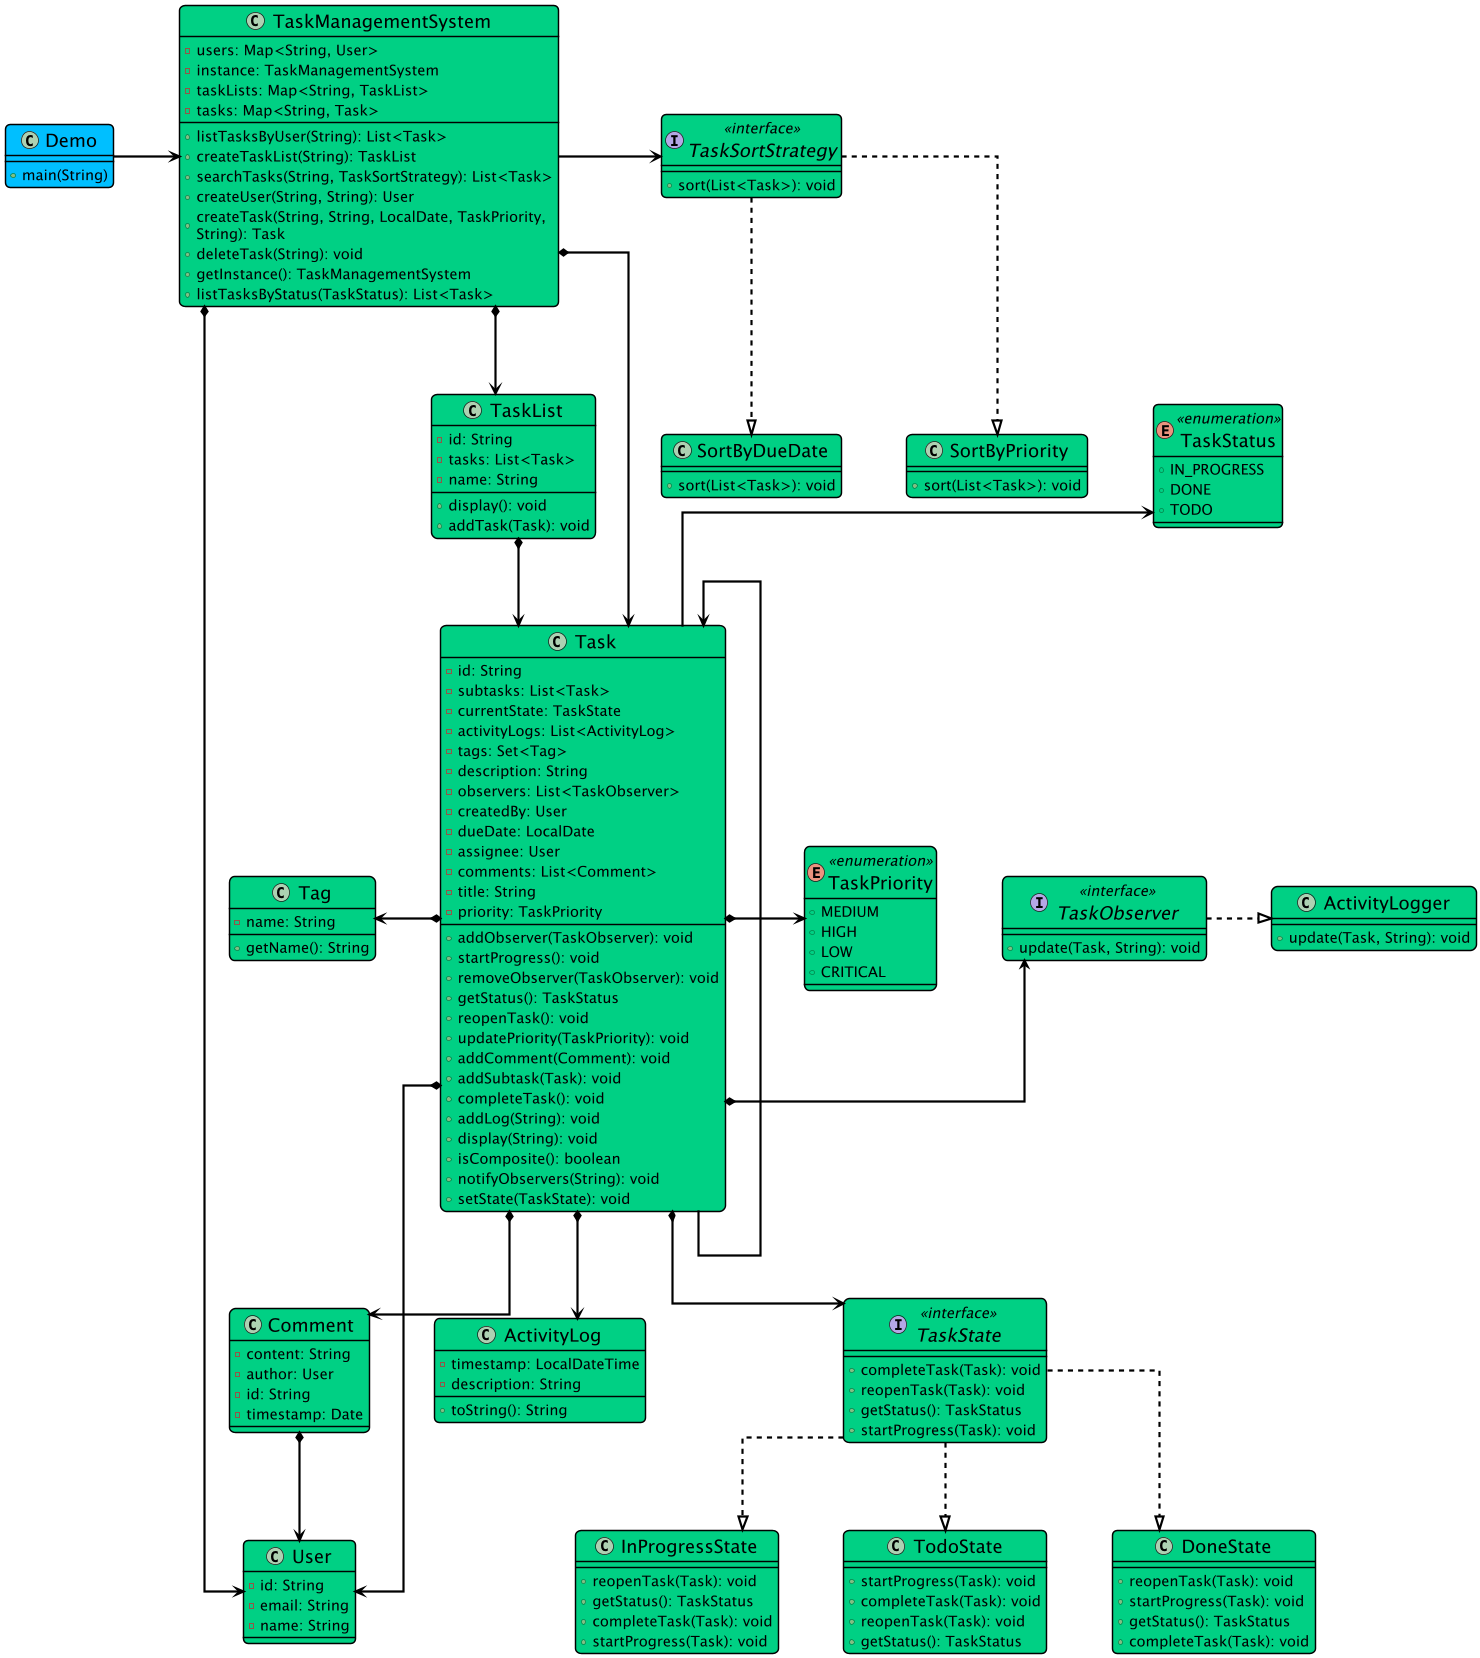 C TaskManagementSystem
users: Map<String, User>
instance: TaskManagementSystem
taskLists: Map<String, TaskList>
tasks: Map<String, Task>
listTasksByUser(String): List<Task>
createTaskList(String): TaskList
searchTasks(String, TaskSortStrategy): List<Task>
createUser(String, String): User
createTask(String, String, LocalDate, TaskPriority,
String): Task
deleteTask(String): void
getInstance(): TaskManagementSystem
listTasksByStatus(TaskStatus): List<Task>
C Demo
main(String)
«interface»
I TaskSortStrategy
sort(List<Task>): void
C TaskList
id: String
tasks: List<Task>
name: String
display(): void
addTask(Task): void
C SortByDueDate
sort(List<Task>): void
C SortByPriority
sort(List<Task>): void
«enumeration»
E TaskStatus
IN_PROGRESS
DONE
TODO
C Task
id: String
subtasks: List<Task>
currentState: TaskState
activityLogs: List<ActivityLog>
tags: Set<Tag>
description: String
observers: List<TaskObserver>
createdBy: User
dueDate: LocalDate
assignee: User
comments: List<Comment>
title: String
priority: TaskPriority
addObserver(TaskObserver): void
startProgress(): void
removeObserver(TaskObserver): void
getStatus(): TaskStatus
reopenTask(): void
updatePriority(TaskPriority): void
addComment(Comment): void
addSubtask(Task): void
completeTask(): void
addLog(String): void
display(String): void
isComposite(): boolean
notifyObservers(String): void
setState(TaskState): void
C Tag
name: String
getName(): String
«enumeration»
E TaskPriority
MEDIUM
HIGH
LOW
CRITICAL
«interface»
I TaskObserver
update(Task, String): void
C ActivityLogger
update(Task, String): void
C Comment
content: String
author: User
id: String
timestamp: Date
C ActivityLog
timestamp: LocalDateTime
description: String
toString(): String
«interface»
I TaskState
completeTask(Task): void
reopenTask(Task): void
getStatus(): TaskStatus
startProgress(Task): void
C User
id: String
email: String
name: String
C InProgressState
reopenTask(Task): void
getStatus(): TaskStatus
completeTask(Task): void
startProgress(Task): void
C TodoState
startProgress(Task): void
completeTask(Task): void
reopenTask(Task): void
getStatus(): TaskStatus
C DoneState
reopenTask(Task): void
startProgress(Task): void
getStatus(): TaskStatus
completeTask(Task): void